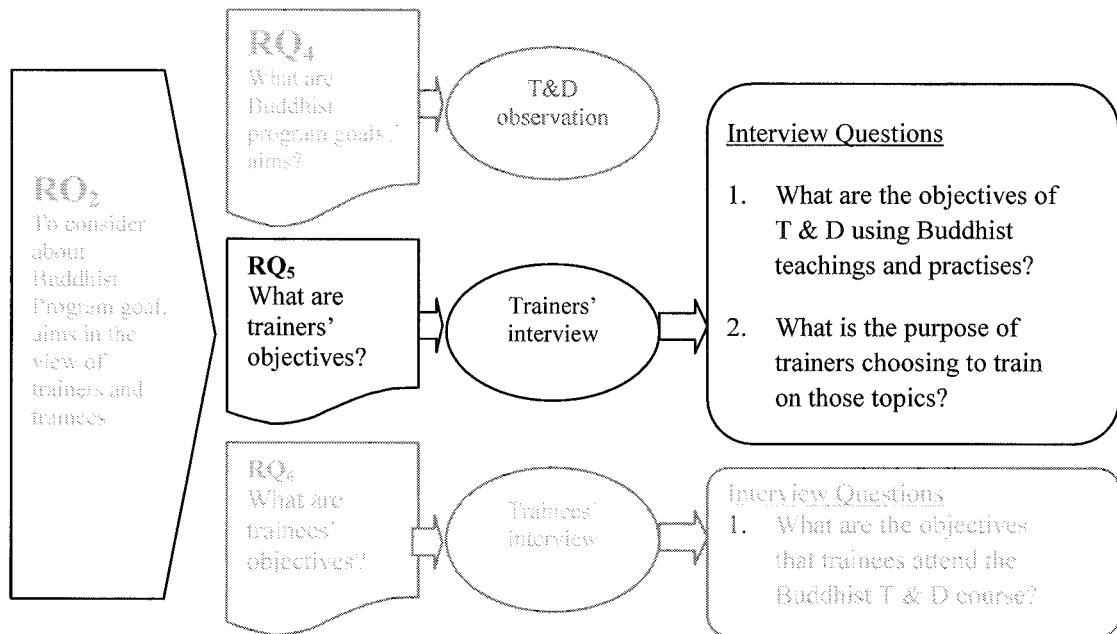 RO2
To consider
about
Buddhist
Program goal,
aims in the
view of
trainers and
trainees
RQ4
What are
Buddhist
program goals,
aims?
T&D
observation
RQ5
What are
trainers'
objectives?
Trainers'
interview
Interview Questions
1. What are the objectives of
T & D using Buddhist
teachings and practises?
2. What is the purpose of
trainers choosing to train
on those topics?
RQ6
What are
trainees'
objectives?
Trainees'
interview
Interview Questions
1. What are the objectives
that trainees attend the
Buddhist T & D course?